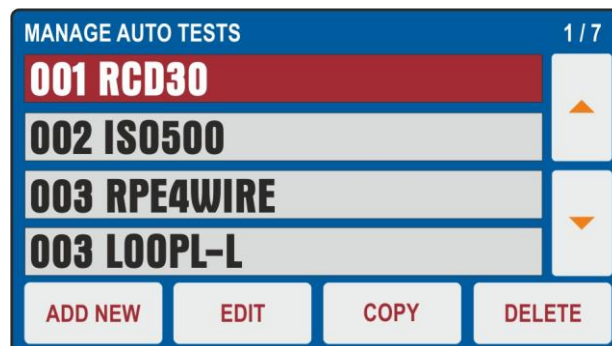 MANAGE AUTO TESTS 1 / 7
001 RCD30
002 ISO500
003 RPE4WIRE
003 LOOPL-L
ADD NEW EDIT COPY DELETE